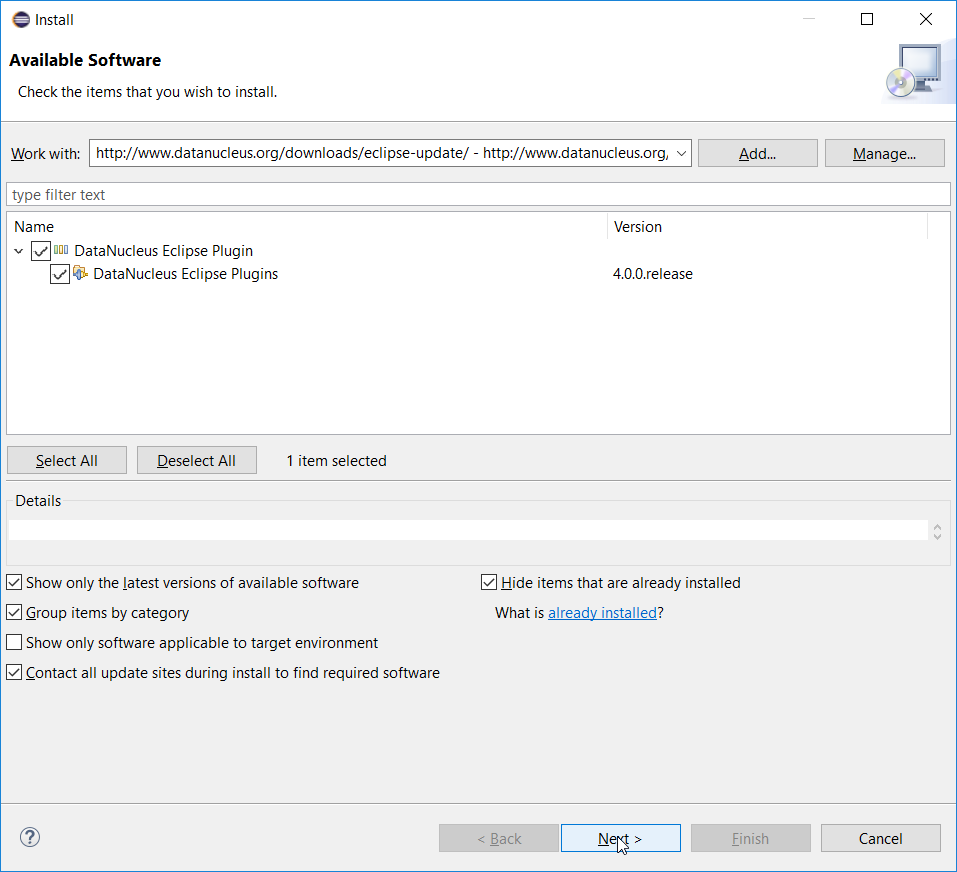 Install
Available Software
Check the items that you wish to install.
Work with: http://www.datanucleus.org/downloads/eclipse-update/ - http://www.datanucleus.org, Add... Manage...
type filter text
Name Version
DataNucleus Eclipse Plugin
DataNucleus Eclipse Plugins 4.0.0.release
Select All Deselect All 1 item selected
Details
Show only the latest versions of available software Hide items that are already installed
Group items by category What is already installed?
Show only software applicable to target environment
Contact all update sites during install to find required software
? < Back Next > Finish Cancel